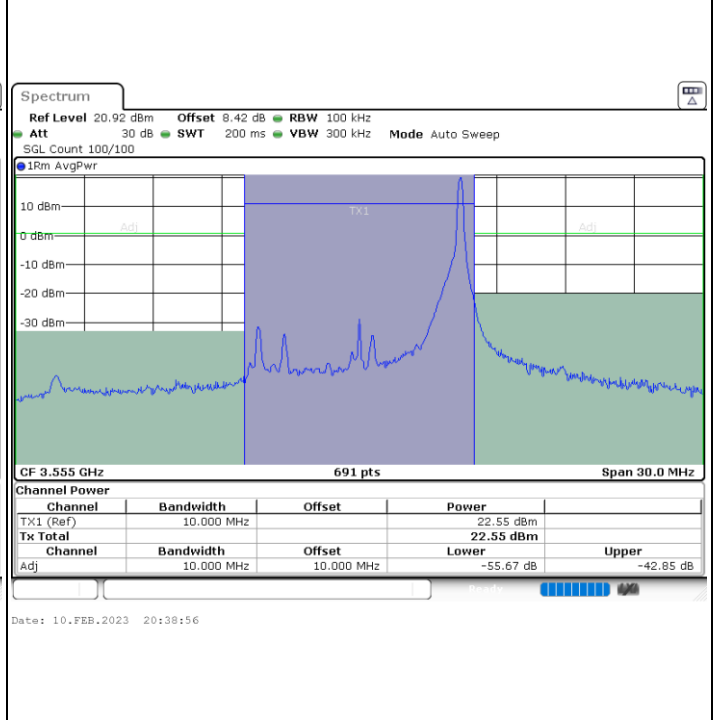 Spectrum
Ref Level 20.92 dBm Offset 8.42 dB RBW 100 kHz
Att 30 dB SWT 200 ms VBW 300 kHz Mode Auto Sweep
SGL Count 100/100
1Rm AvgPwr
10 dBm
TX1
Adj
Adj
0 dBm
-10 dBm
-20 dBm
-30 dBm
CF 3.555 GHz 691 pts Span 30.0 MHz
Channel Power
Channel Bandwidth Offset Power
TX1 (Ref) 10.000 MHz 22.55 dBm
Tx Total 22.55 dBm
Channel Bandwidth Offset Lower Upper
Adj 10.000 MHz 10.000 MHz -55.67 dB -42.85 dB
Ready
Date: 10.FEB.2023 20:38:56